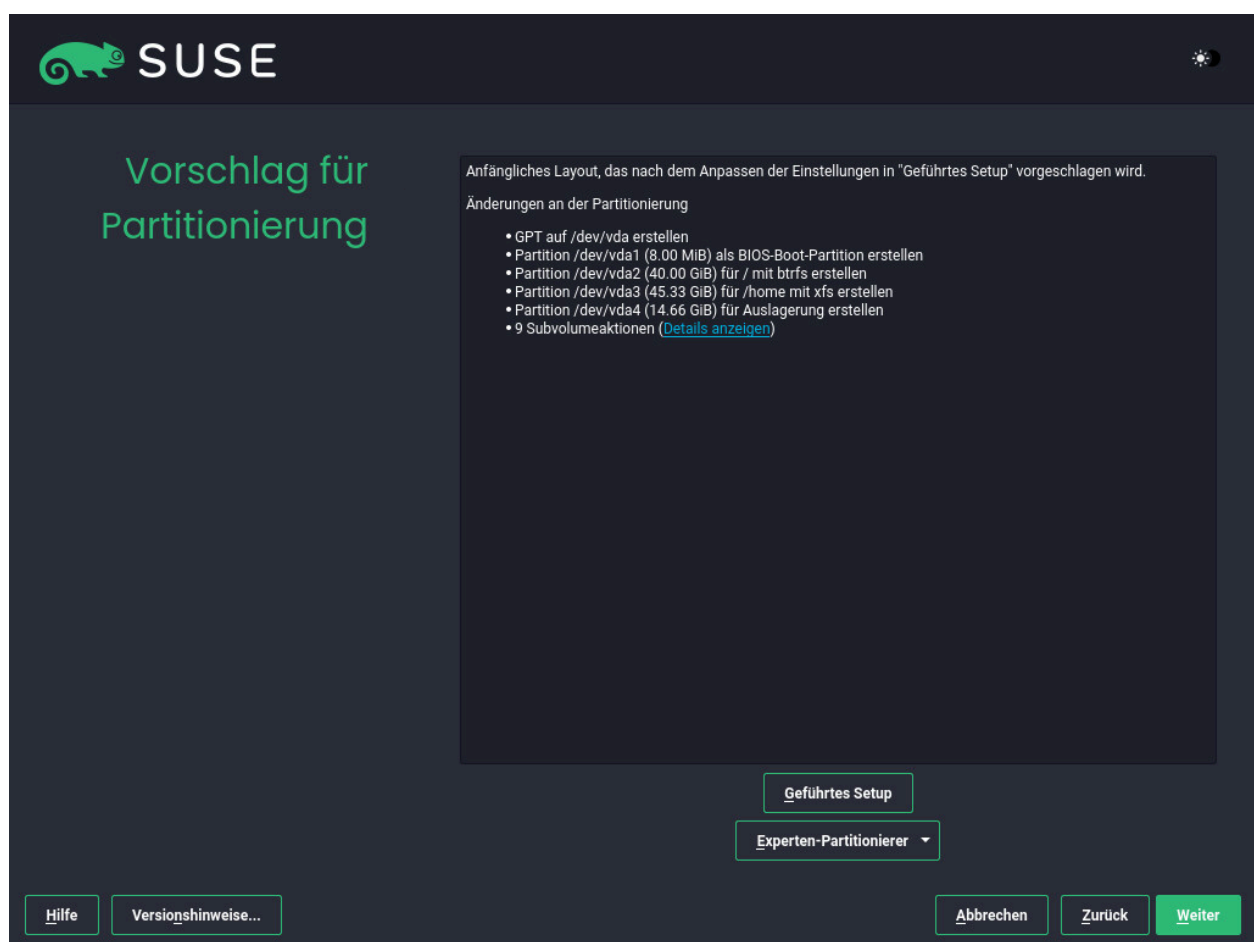 SUSE
Vorschlag für
Partitionierung
Anfängliches Layout, das nach dem Anpassen der Einstellungen in "Geführtes Setup" vorgeschlagen wird.
Änderungen an der Partitionierung
• GPT auf /dev/vda erstellen
• Partition /dev/vda1 (8.00 MiB) als BIOS-Boot-Partition erstellen
• Partition /dev/vda2 (40.00 GiB) für / mit btrfs erstellen
• Partition /dev/vda3 (45.33 GiB) für /home mit xfs erstellen
• Partition /dev/vda4 (14.66 GiB) für Auslagerung erstellen
• 9 Subvolumeaktionen (Details anzeigen)
Geführtes Setup
Experten-Partitionierer
Hilfe Versionshinweise... Abbrechen Zurück Weiter